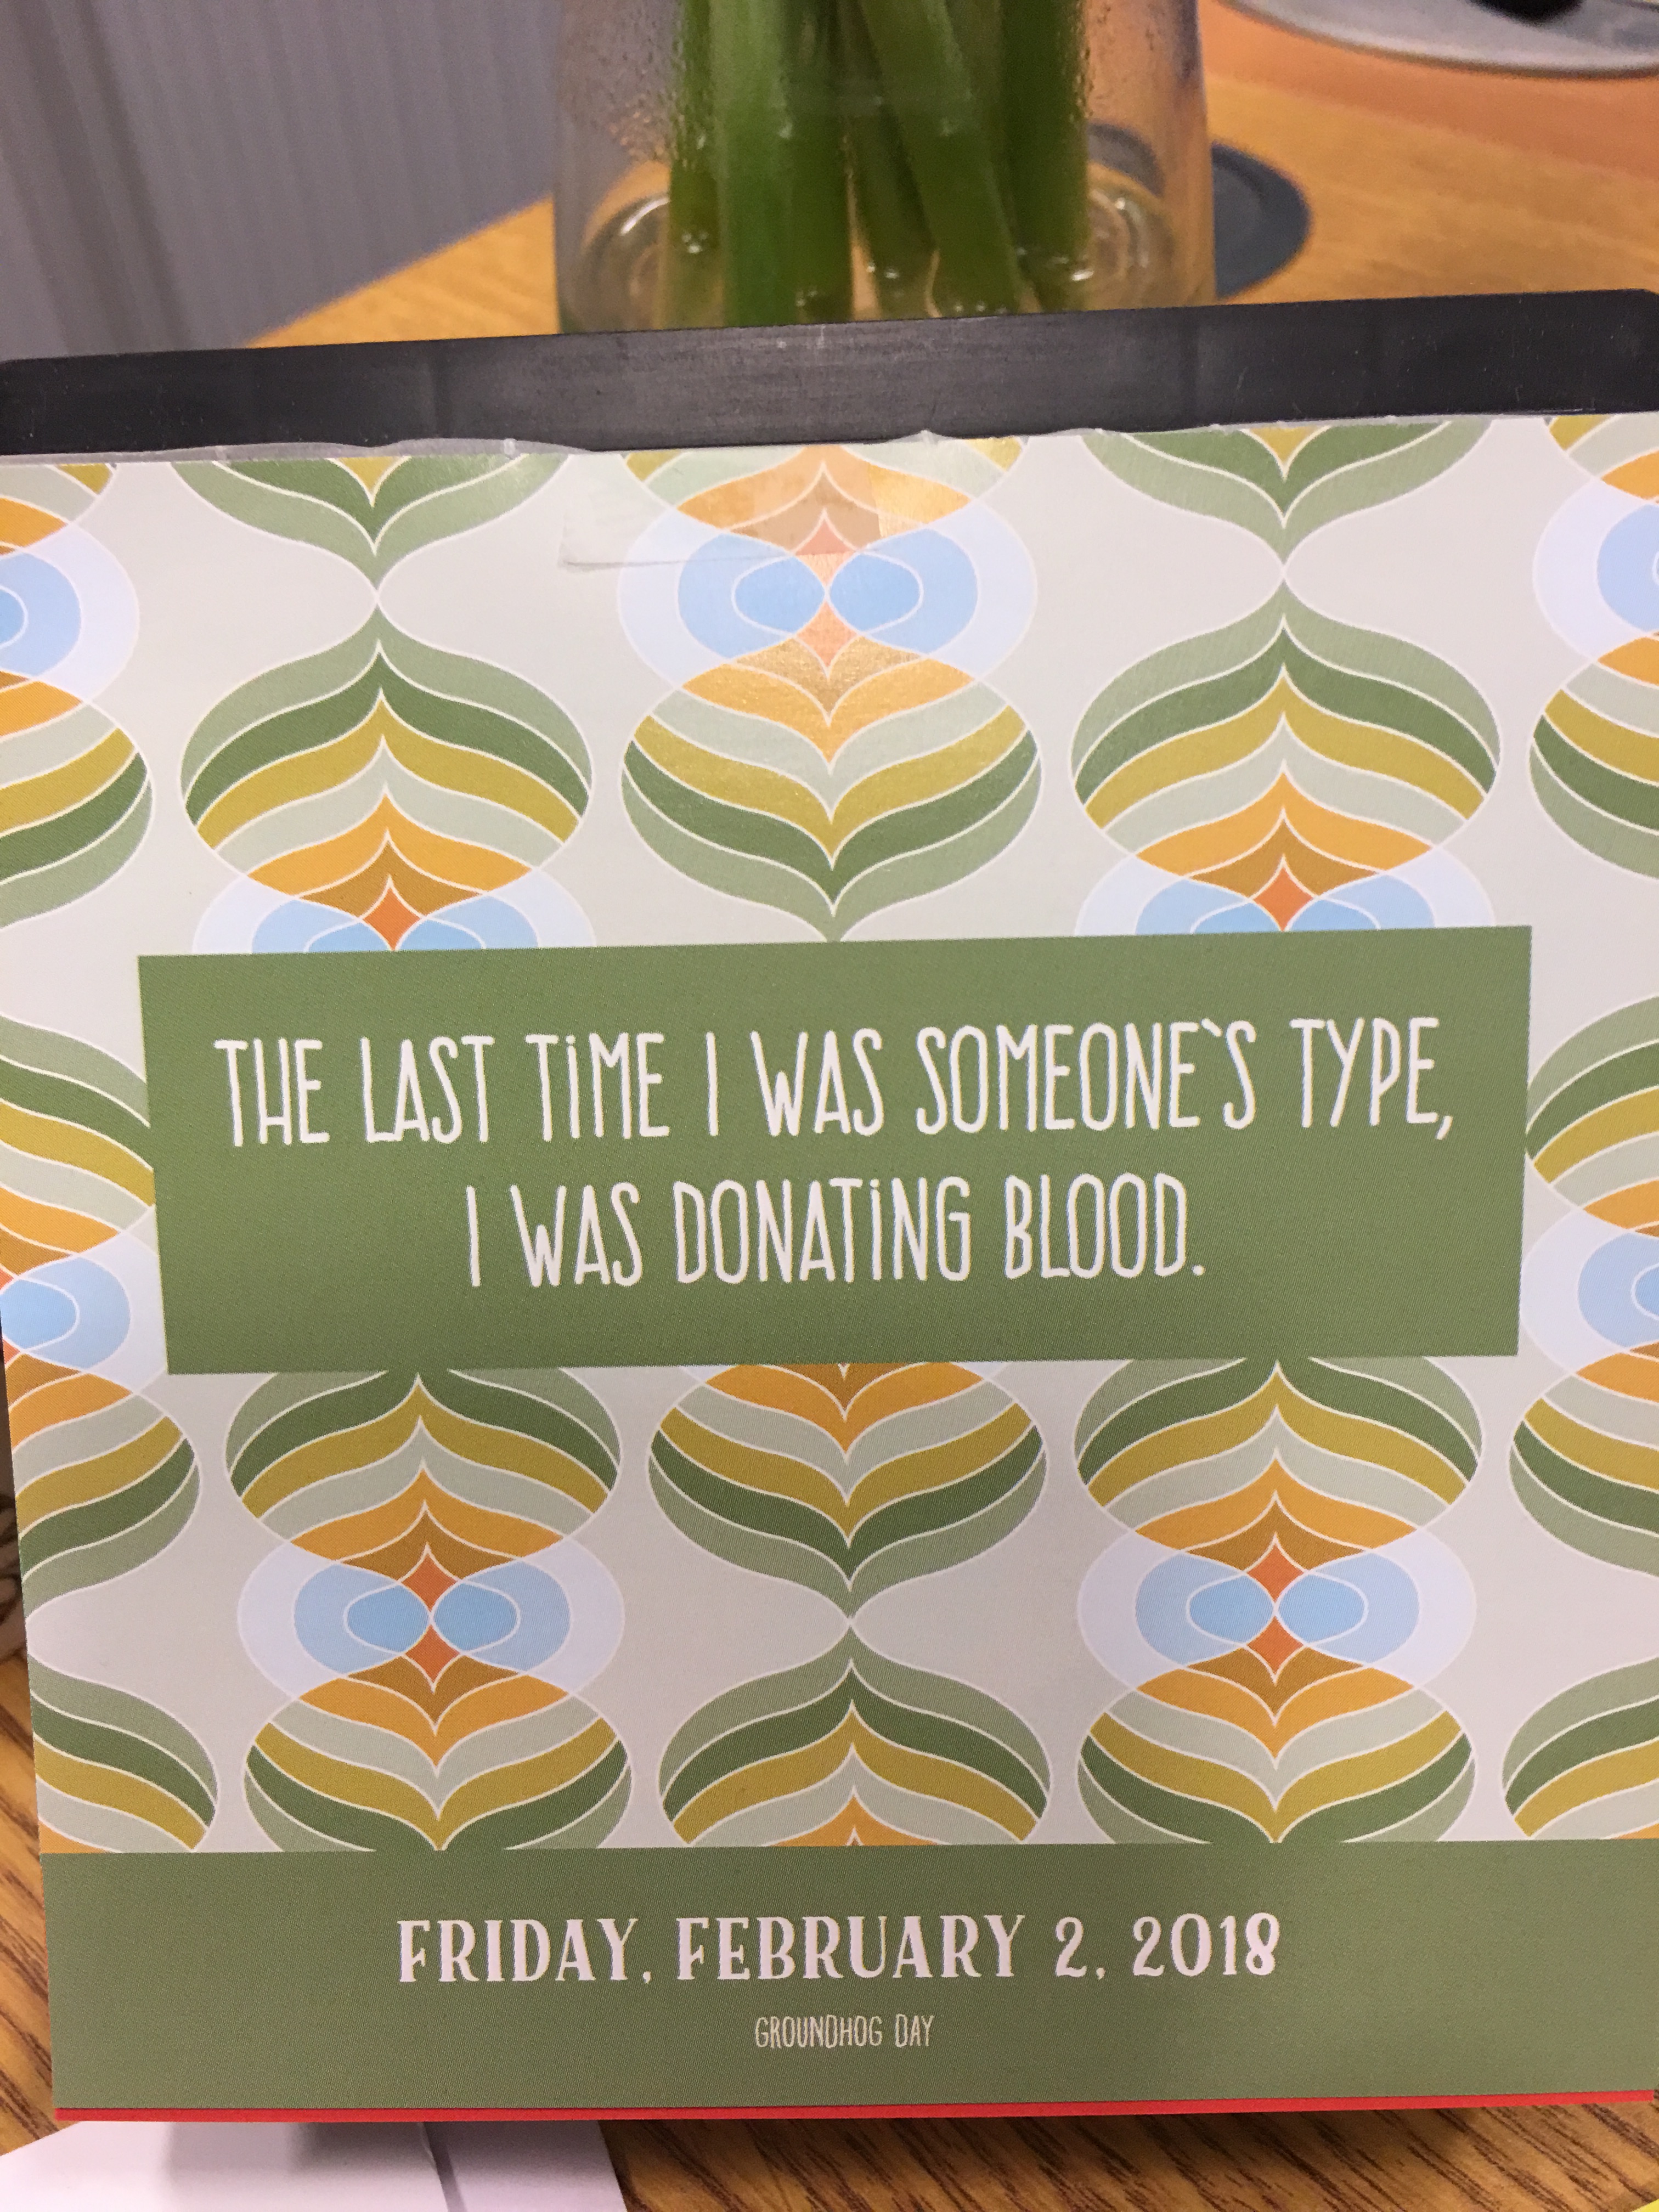 THE LAST TIME I WAS SOMEONE`S TYPE,
I WAS DONATING BLOOD.
FRIDAY, FEBRUARY 2, 2018
GROUNDHOG DAY